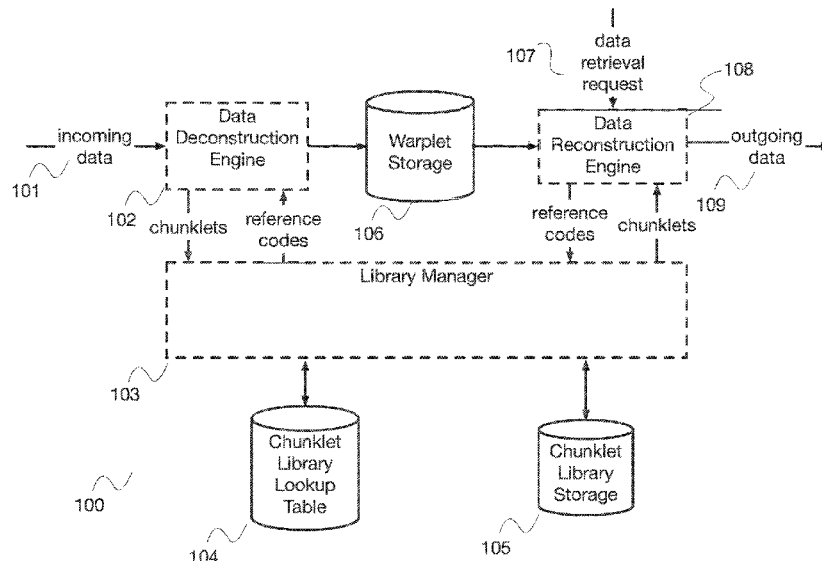 107
data
retrieval
request
108
incoming
data
101
Data
Deconstruction
Engine
102
Warplet
Storage
106
Data
Reconstruction
Engine
outgoing
data
109
chunklets
reference
codes
reference
codes
chunklets
Library Manager
103
Chunklet
Library
Lookup
Table
104
Chunklet
Library
Storage
105
100